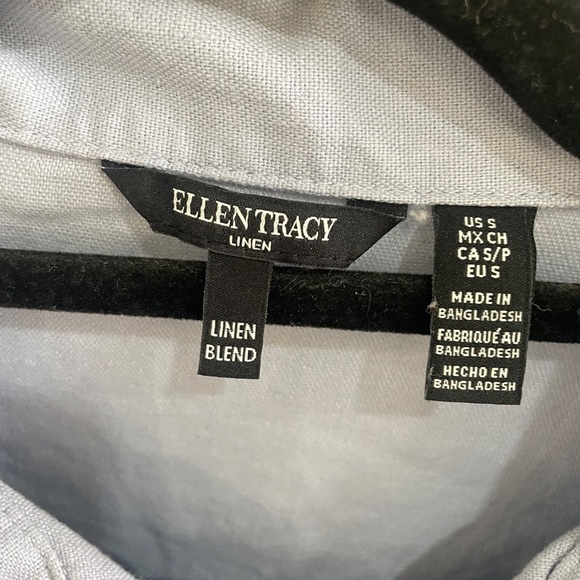 ELLEN TRACY
LINEN
LINEN
BLEND
US S
MX CH
CA S/P
EU S
MADE IN
BANGLADESH
FABRIQUÉ AU
BANGLADESH
HECHO EN
BANGLADESH